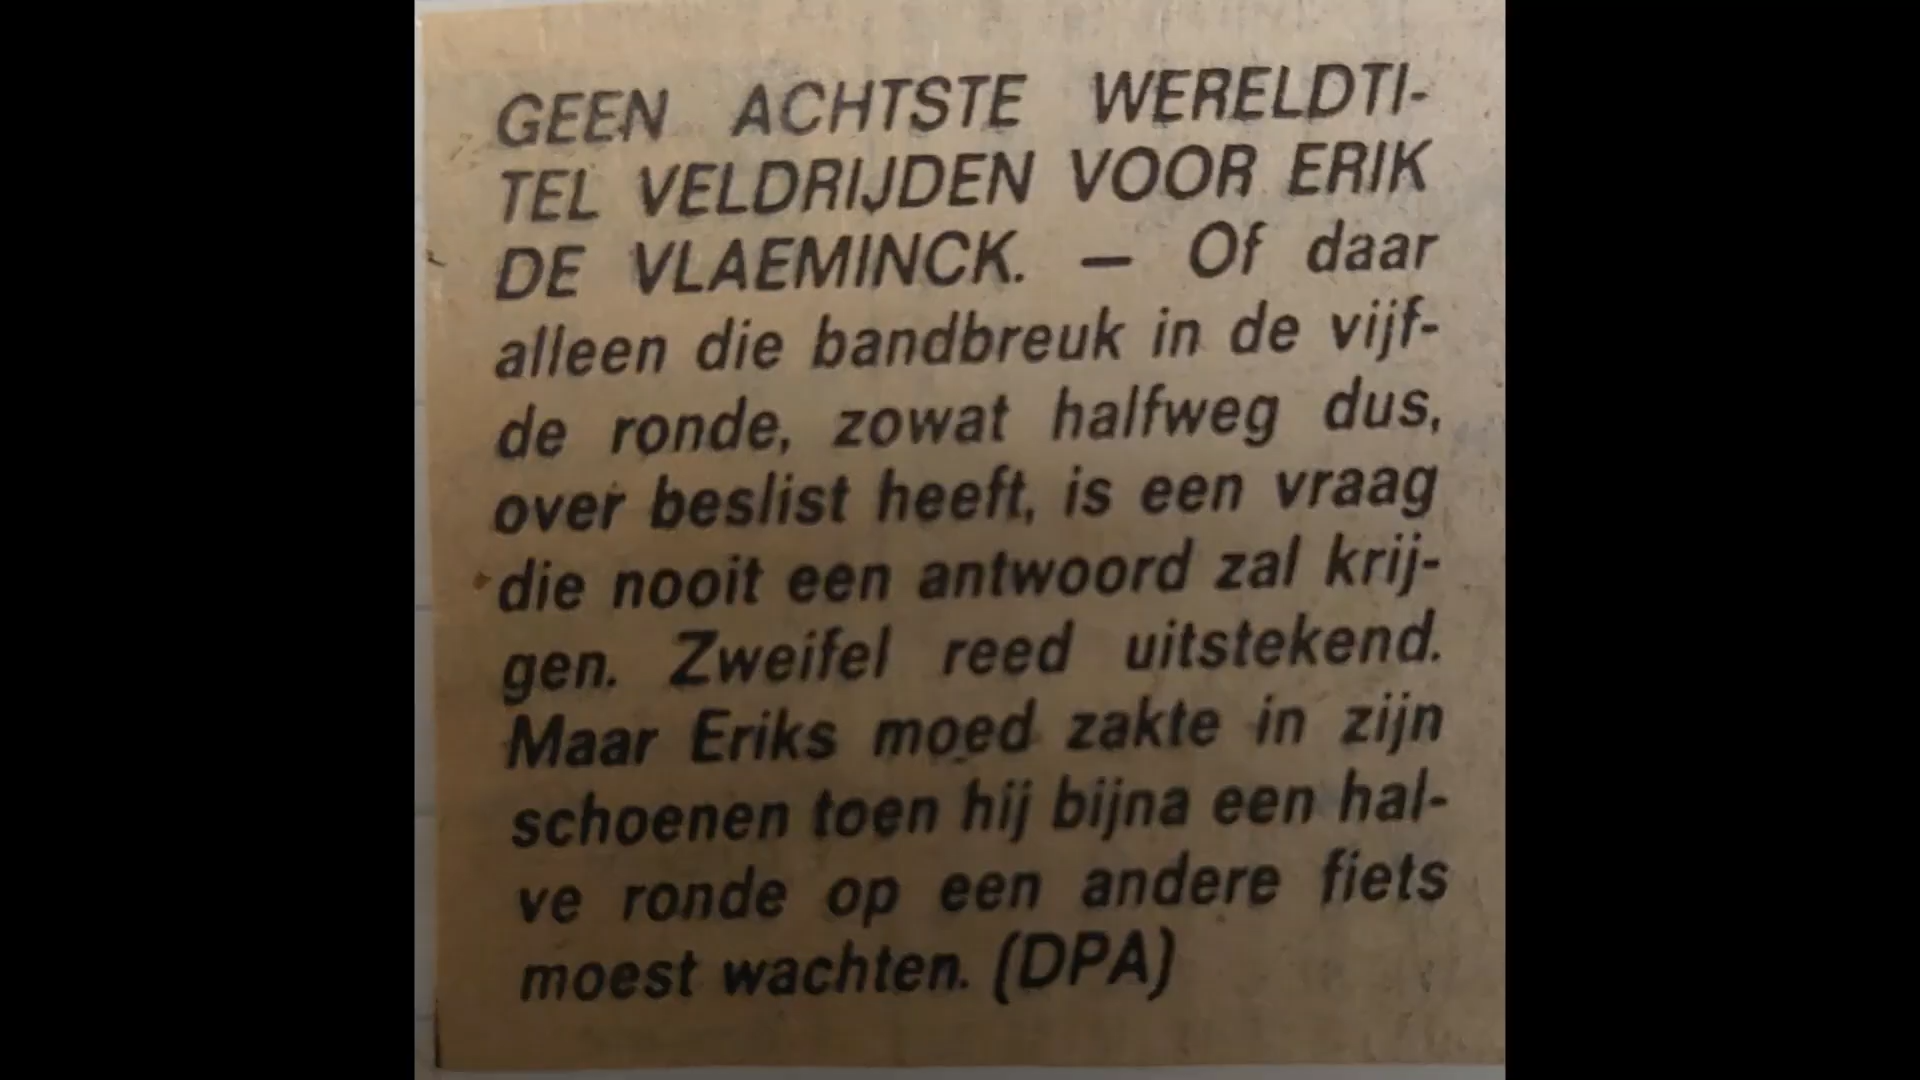 GEEN ACHTSTE WERELDTI-
TEL VELDRIJDEN VOOR ERIK
DE VLAEMINCK. — Of daar
alleen die bandbreuk in de vijf-
de ronde, zowat halfweg dus,
over beslist heeft, is een vraag
die nooit een antwoord zal krij-
gen. Zweifel reed uitstekend.
Maar Eriks moed zakte in zijn
schoenen toen hij bijna een hal-
ve ronde op een andere fiets
moest wachten. (DPA)